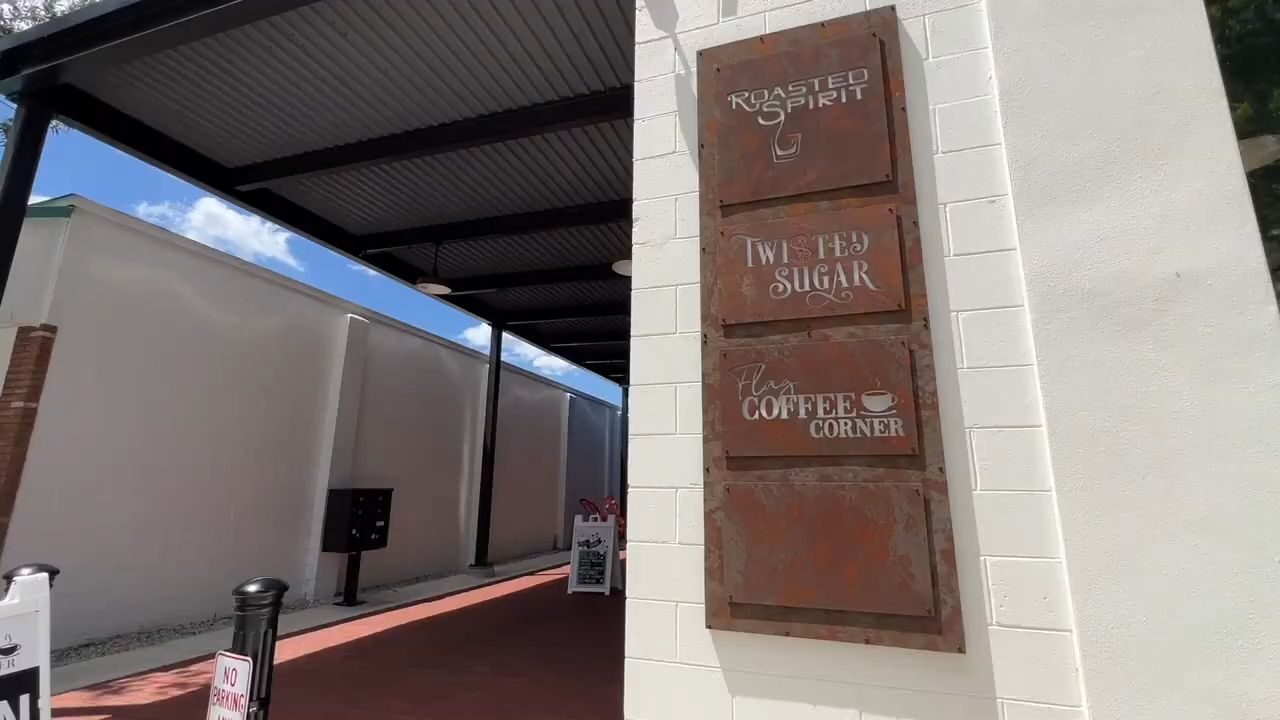 ROASTED
SPIRIT
TWISTED
SUGAR
Flag
COFFEE
CORNER
NO
PARKING